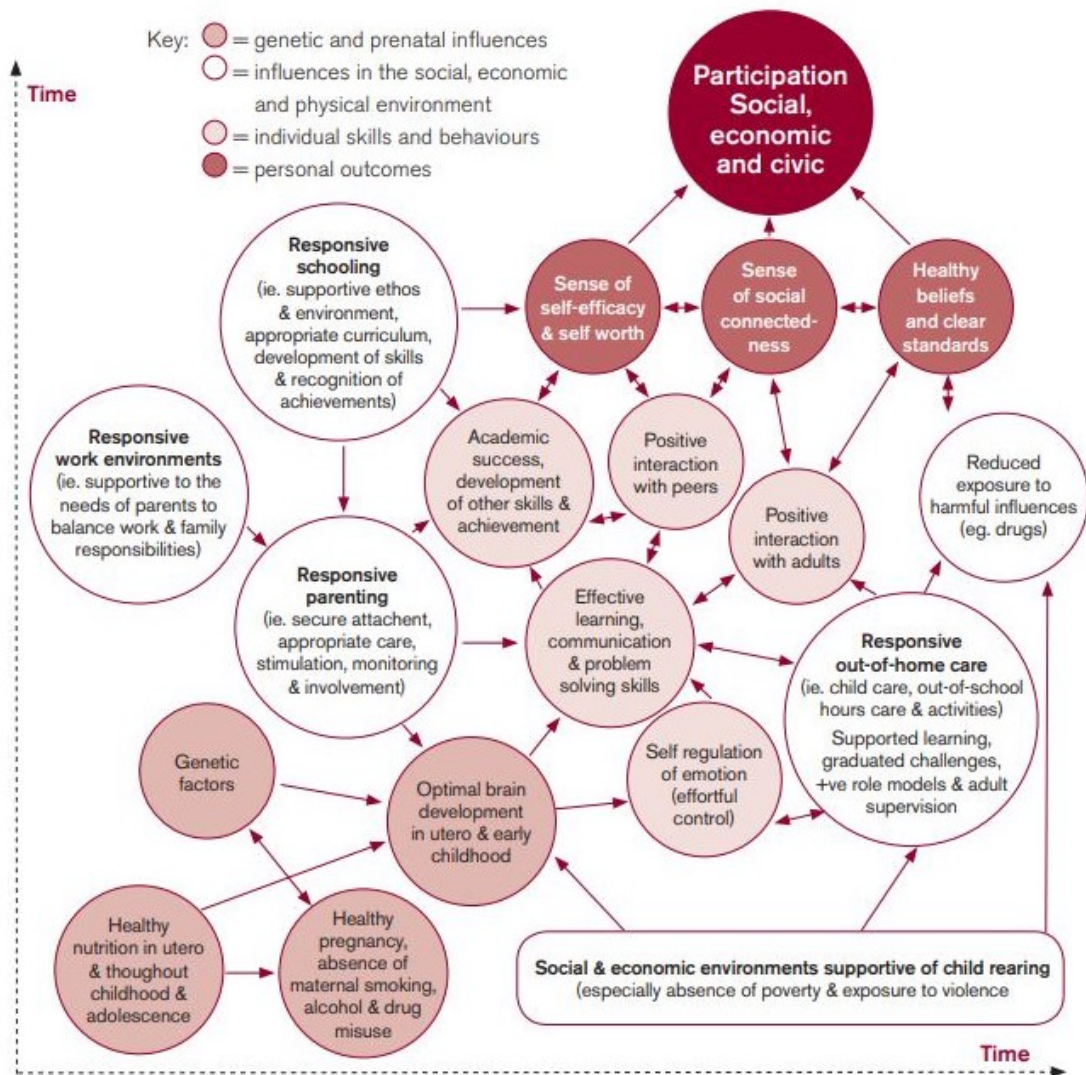 Key:
= genetic and prenatal influences
= influences in the social, economic
and physical environment
= individual skills and behaviours
= personal outcomes
Time
Participation
Social,
economic
and civic
Responsive
schooling
(ie. supportive ethos
& environment,
appropriate curriculum,
development of skills
& recognition of
achievements)
Sense of
self-efficacy
& self worth
Sense
of social
connected-
ness
Healthy
beliefs
and clear
standards
Responsive
work environments
(ie. supportive to the
needs of parents to
balance work & family
responsibilities)
Academic
success,
development
of other skills &
achievement
Positive
interaction
with peers
Positive
interaction
with adults
Reduced
exposure to
harmful influences
(eg. drugs)
Responsive
parenting
(ie. secure attachent,
appropriate care,
stimulation, monitoring
& involvement)
Effective
learning,
communication
& problem
solving skills
Responsive
out-of-home care
(ie. child care, out-of-school
hours care & activities)
Supported learning,
graduated challenges,
+ve role models & adult
supervision
Genetic
factors
Optimal brain
development
in utero & early
childhood
Self regulation
of emotion
(effortful
control)
Healthy
nutrition in utero
& thoughout
childhood &
adolescence
Healthy
pregnancy,
absence of
maternal smoking,
alcohol & drug
misuse
Social & economic environments supportive of child rearing
(especially absence of poverty & exposure to violence
Time